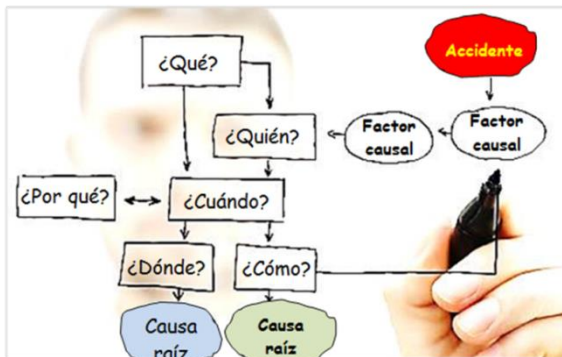 ¿Qué?
Accidente
¿Quién?
Factor
causal
Factor
causal
¿Por qué?
¿Cuándo?
¿Dónde?
¿Cómo?
Causa
raíz
Causa
raíz